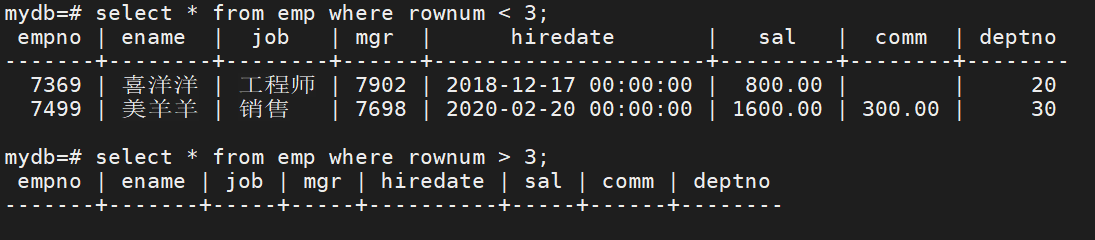 mydb=# select * from emp where rownum < 3;
 empno | ename  |  job   | mgr  |      hiredate       |   sal   |  comm  | deptno
-------+--------+--------+------+---------------------+---------+--------+--------
  7369 | 喜洋洋 | 工程师 | 7902 | 2018-12-17 00:00:00 |  800.00 |        |     20
  7499 | 美羊羊 | 销售   | 7698 | 2020-02-20 00:00:00 | 1600.00 | 300.00 |     30
mydb=# select * from emp where rownum > 3;
 empno | ename | job | mgr | hiredate | sal | comm | deptno
-------+-------+-----+-----+----------+-----+------+--------